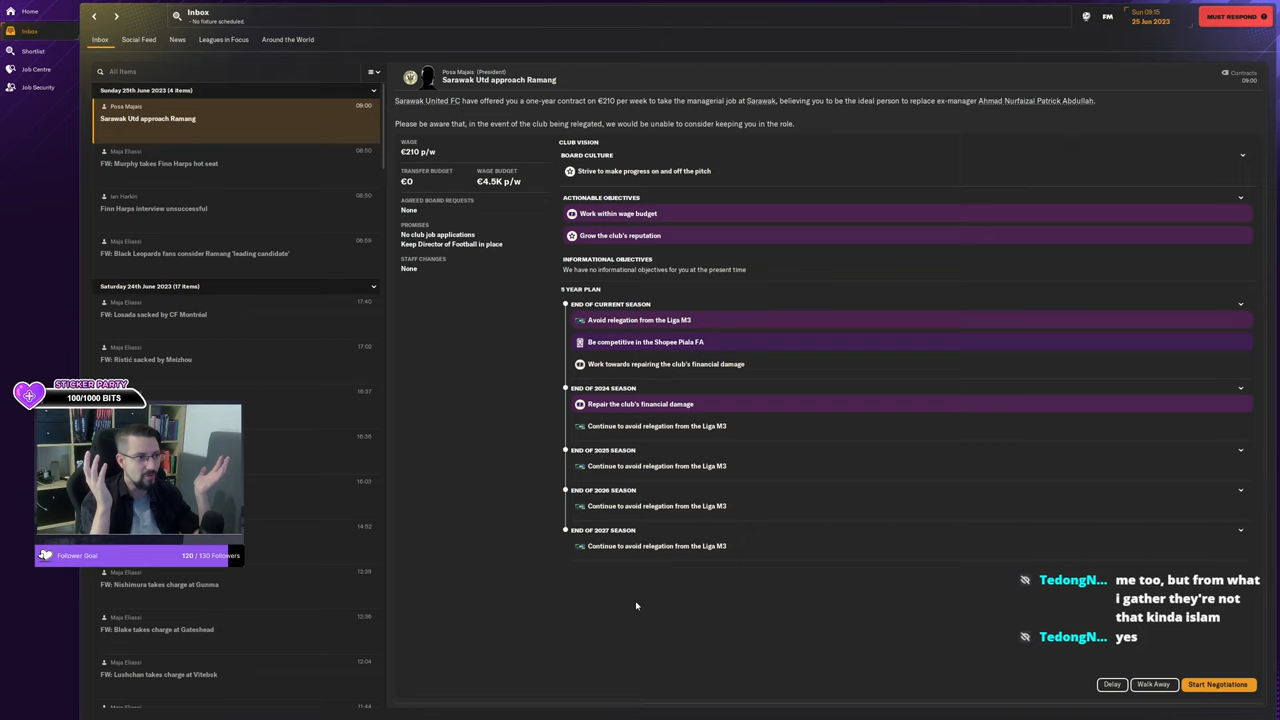 Home
Inbox
Shortlist
Job Centre
Job Security
Inbox
- No fixture scheduled.
FM
Sun 09:15
25 Jun 2023
MUST RESPOND
Inbox
Social Feed
News
Leagues in Focus
Around the World
All Items
Sunday 25th June 2023 (4 items)
Posa Majais
09:00
Sarawak Utd approach Ramang
Maja Eliassi
08:50
FW: Murphy takes Finn Harps hot seat
Ian Harkin
08:50
Finn Harps interview unsuccessful
Maja Eliassi
08:59
FW: Black Leopards fans consider Ramang 'leading candidate'
Saturday 24th June 2023 (17 items)
Maja Eliassi
17:40
FW: Losada sacked by CF Montréal
Maja Eliassi
17:02
FW: Ristić sacked by Meizhou
16:37
16:36
16:03
14:52
Maja Eliassi
12:39
FW: Nishimura takes charge at Gunma
Maja Eliassi
12:36
FW: Blake takes charge at Gateshead
Maja Eliassi
12:04
FW: Lushchan takes charge at Vitebsk
Maja Eliassi
11:44
Posa Majais (President)
Sarawak Utd approach Ramang
Contracts
09:00
Sarawak United FC have offered you a one-year contract on €210 per week to take the managerial job at Sarawak, believing you to be the ideal person to replace ex-manager Ahmad Nurfaizal Patrick Abdullah.
Please be aware that, in the event of the club being relegated, we would be unable to consider keeping you in the role.
WAGE
€210 p/w
TRANSFER BUDGET
€0
WAGE BUDGET
€4.5K p/w
AGREED BOARD REQUESTS
None
PROMISES
No club job applications
Keep Director of Football in place
STAFF CHANGES
None
CLUB VISION
BOARD CULTURE
Strive to make progress on and off the pitch
ACTIONABLE OBJECTIVES
Work within wage budget
Grow the club's reputation
INFORMATIONAL OBJECTIVES
We have no informational objectives for you at the present time
5 YEAR PLAN
END OF CURRENT SEASON
Avoid relegation from the Liga M3
Be competitive in the Shopee Piala FA
Work towards repairing the club's financial damage
END OF 2024 SEASON
Repair the club's financial damage
Continue to avoid relegation from the Liga M3
END OF 2025 SEASON
Continue to avoid relegation from the Liga M3
END OF 2026 SEASON
Continue to avoid relegation from the Liga M3
END OF 2027 SEASON
Continue to avoid relegation from the Liga M3
Delay
Walk Away
Start Negotiations
STICKER PARTY
100/1000 BITS
Follower Goal
120 / 130 Followers
TedongN... me too, but from what
i gather they're not
that kinda islam
TedongN... yes